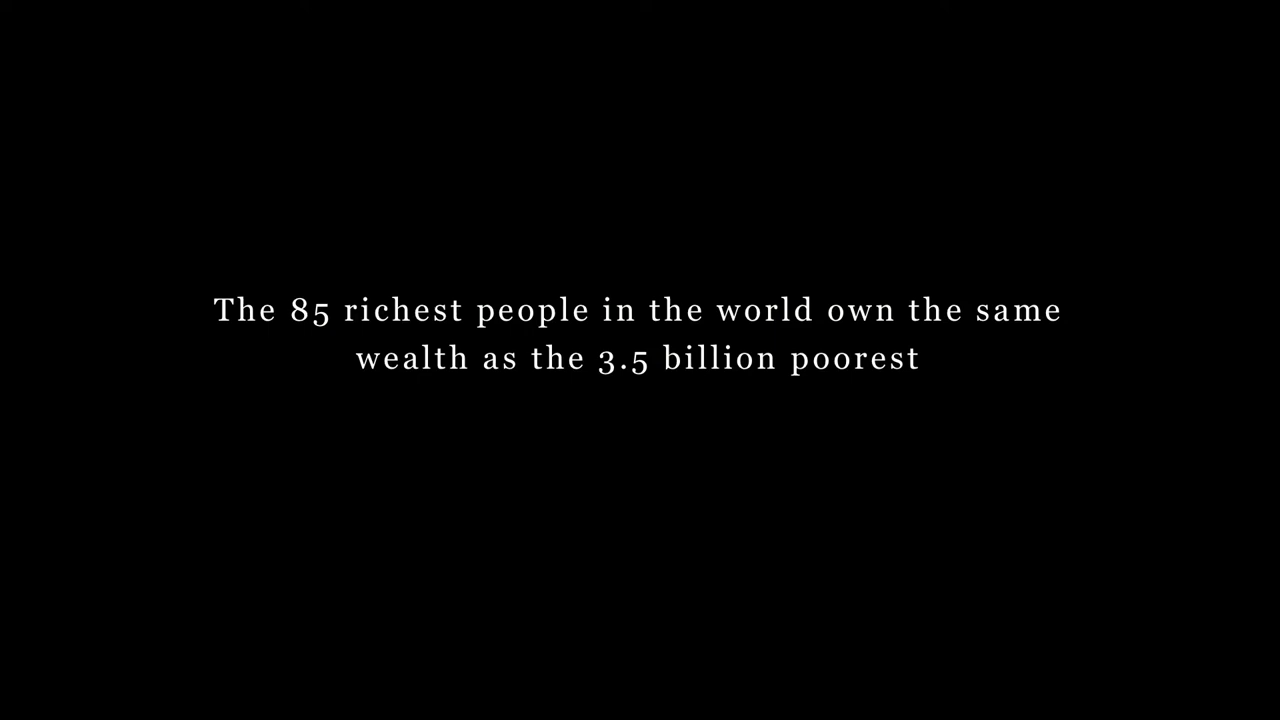 The 85 richest people in the world own the same
wealth as the 3.5 billion poorest